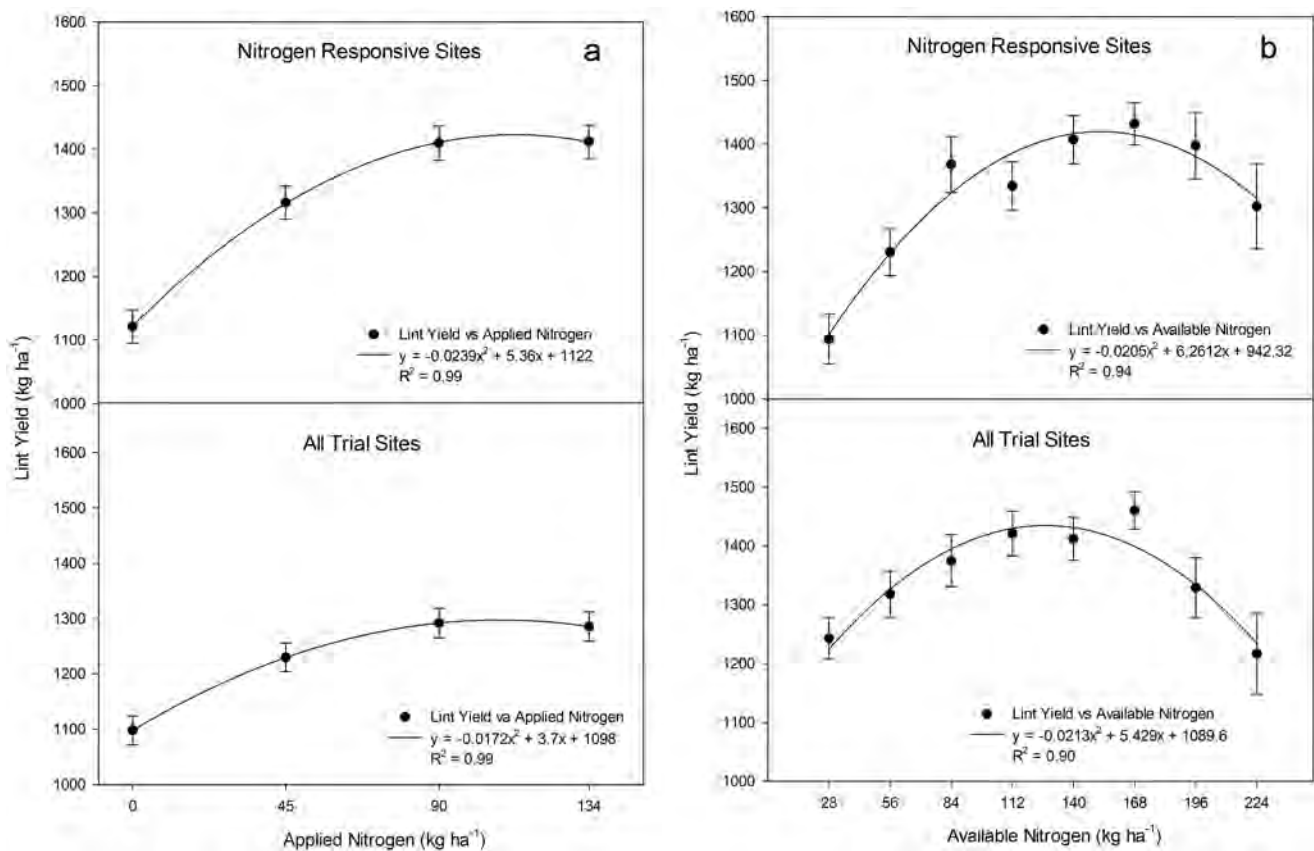 Nitrogen Responsive Sites
a
1600
1500
1400
1300
1200
1100
1000
Lint Yield vs Applied Nitrogen
y = -0.0239x² + 5.36x + 1122
R² = 0.99
All Trial Sites
1600
1500
1400
1300
1200
1100
1000
Lint Yield va Applied Nitrogen
y = -0.0172x² + 3.7x + 1098
R² = 0.99
0 45 90 134
Applied Nitrogen (kg ha⁻¹)
Lint Yield (kg ha⁻¹)
Nitrogen Responsive Sites
b
1600
1500
1400
1300
1200
1100
1000
Lint Yield vs Available Nitrogen
y = -0.0205x² + 6.2612x + 942.32
R² = 0.94
All Trial Sites
1600
1500
1400
1300
1200
1100
1000
Lint Yield vs Available Nitrogen
y = -0.0213x² + 5.429x + 1089.6
R² = 0.90
28 56 84 112 140 168 196 224
Available Nitrogen (kg ha⁻¹)
Lint Yield (kg ha⁻¹)